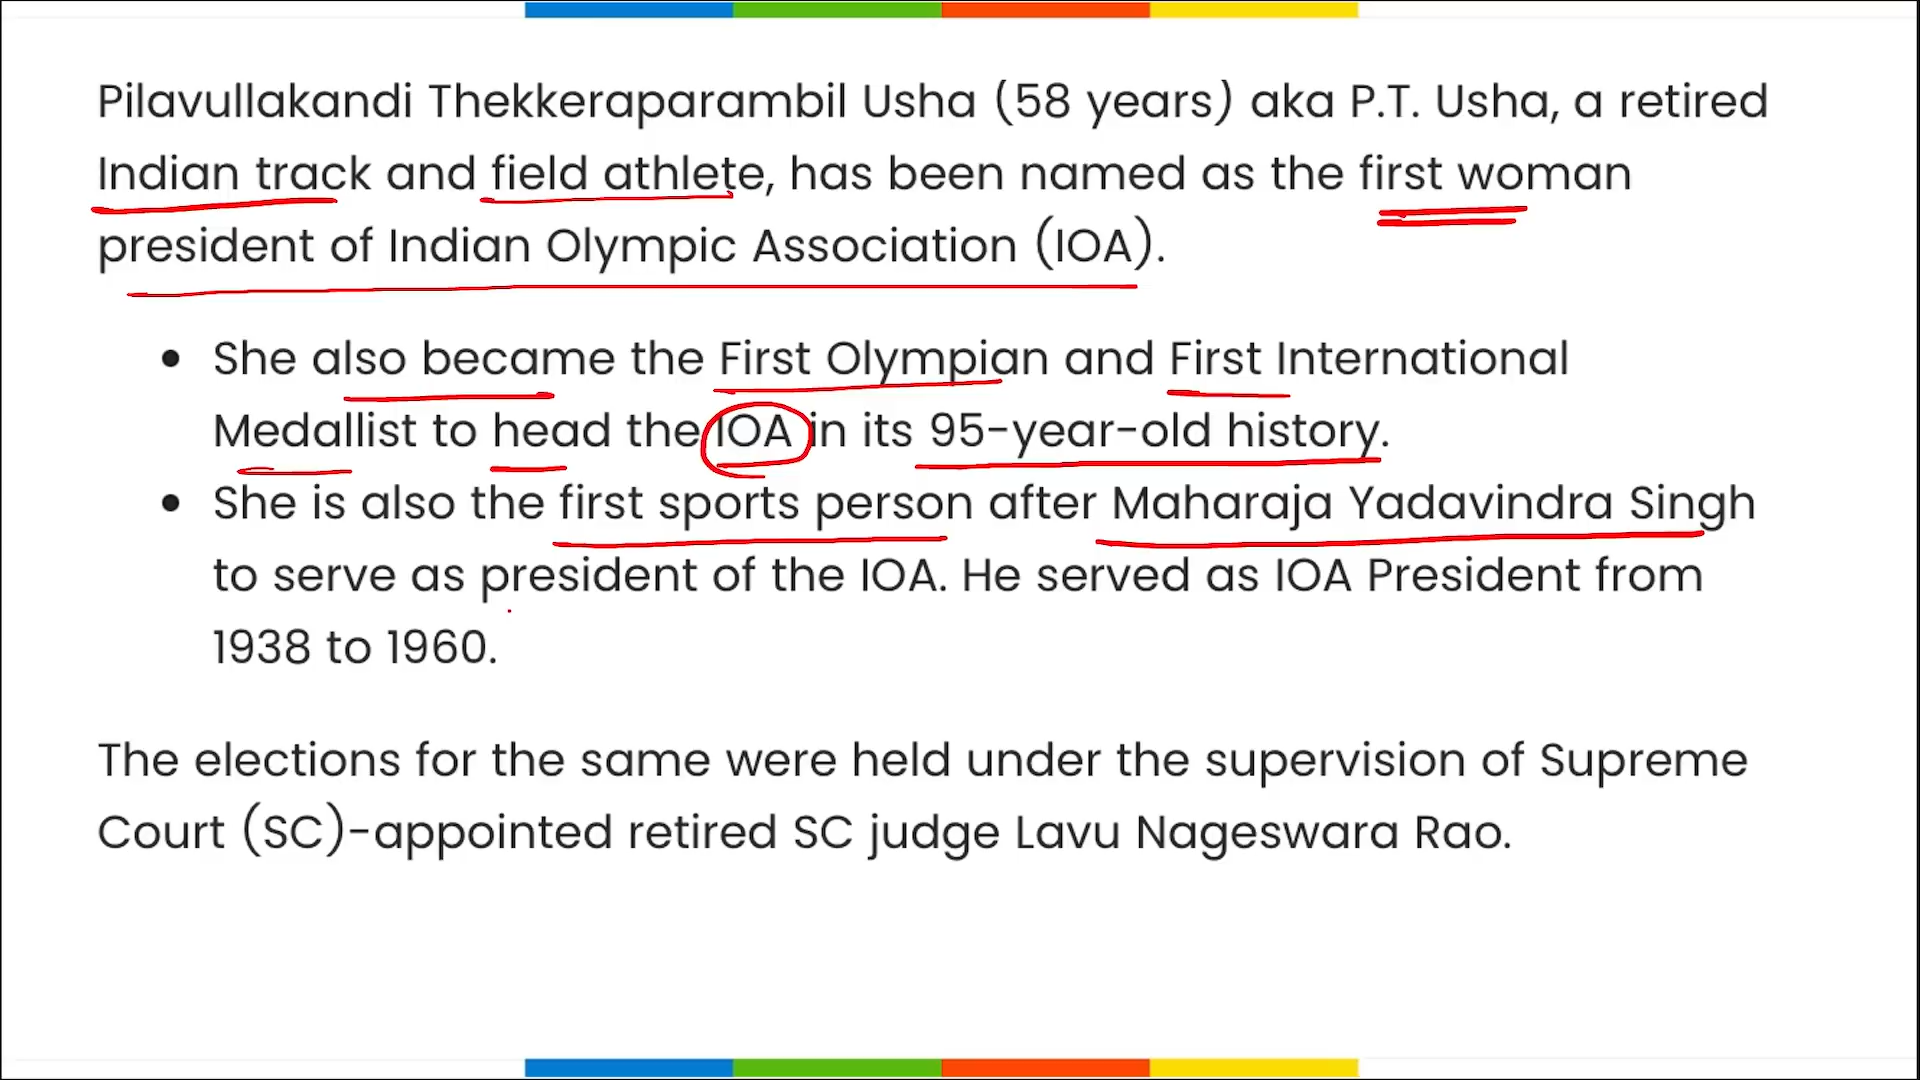 Pilavullakandi Thekkeraparambil Usha (58 years) aka P.T. Usha, a retired
Indian track and field athlete, has been named as the first woman
president of Indian Olympic Association (IOA).
• She also became the First Olympian and First International
Medallist to head the IOA in its 95-year-old history.
• She is also the first sports person after Maharaja Yadavindra Singh
to serve as president of the IOA. He served as IOA President from
1938 to 1960.
The elections for the same were held under the supervision of Supreme
Court (SC)-appointed retired SC judge Lavu Nageswara Rao.